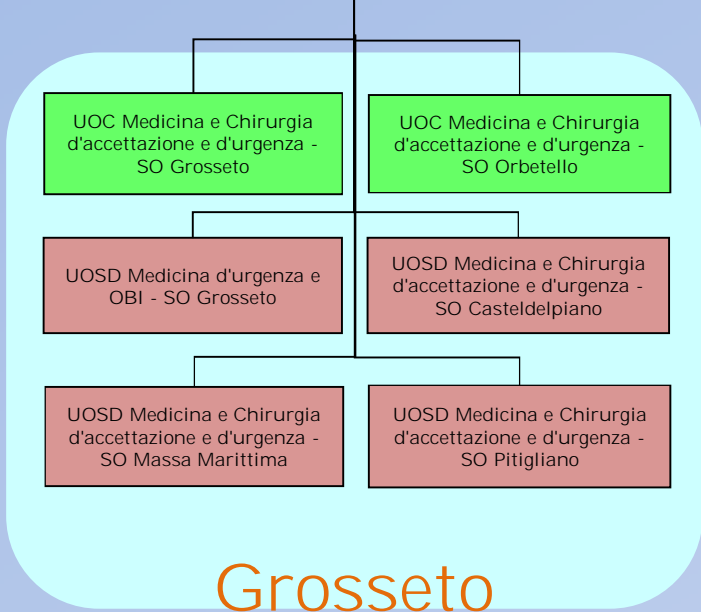 UOC Medicina e Chirurgia
d'accettazione e d'urgenza -
SO Grosseto
UOC Medicina e Chirurgia
d'accettazione e d'urgenza -
SO Orbetello
UOSD Medicina d'urgenza e
OBI - SO Grosseto
UOSD Medicina e Chirurgia
d'accettazione e d'urgenza -
SO Casteldelpiano
UOSD Medicina e Chirurgia
d'accettazione e d'urgenza -
SO Massa Marittima
UOSD Medicina e Chirurgia
d'accettazione e d'urgenza -
SO Pitigliano
Grosseto